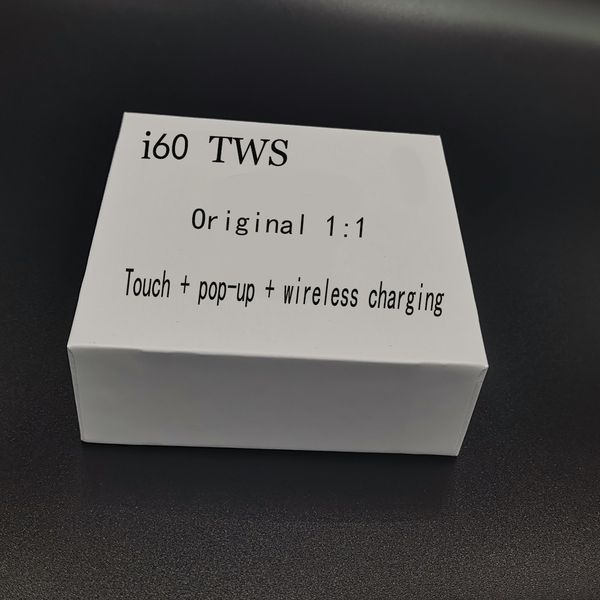 i60 TWS
Original 1:1
Touch + pop-up + wireless charging